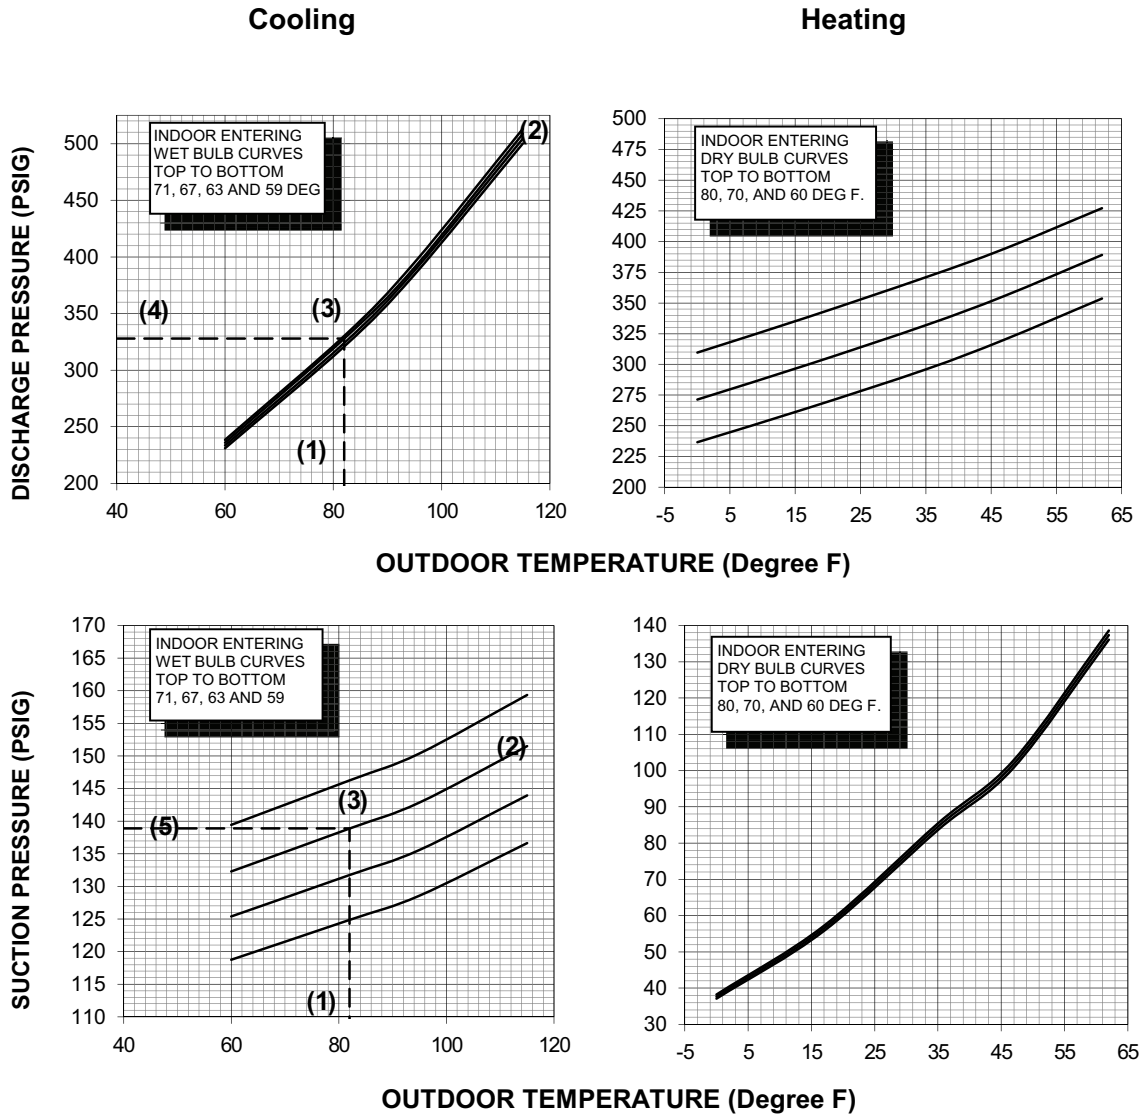 Cooling
Heating
DISCHARGE PRESSURE (PSIG)
500
450
400
350
300
250
200
INDOOR ENTERING
WET BULB CURVES
TOP TO BOTTOM
71, 67, 63 AND 59 DEG
(2)
(3)
(4)
(1)
40 60 80 100 120
500
475
450
425
400
375
350
325
300
275
250
225
200
INDOOR ENTERING
DRY BULB CURVES
TOP TO BOTTOM
80, 70, AND 60 DEG F.
-5 5 15 25 35 45 55 65
OUTDOOR TEMPERATURE (Degree F)
SUCTION PRESSURE (PSIG)
170
165
160
155
150
145
140
135
130
125
120
115
110
INDOOR ENTERING
WET BULB CURVES
TOP TO BOTTOM
71, 67, 63 AND 59
(2)
(3)
(5)
(1)
40 60 80 100 120
140
130
120
110
100
90
80
70
60
50
40
30
INDOOR ENTERING
DRY BULB CURVES
TOP TO BOTTOM
80, 70, AND 60 DEG F.
-5 5 15 25 35 45 55 65
OUTDOOR TEMPERATURE (Degree F)